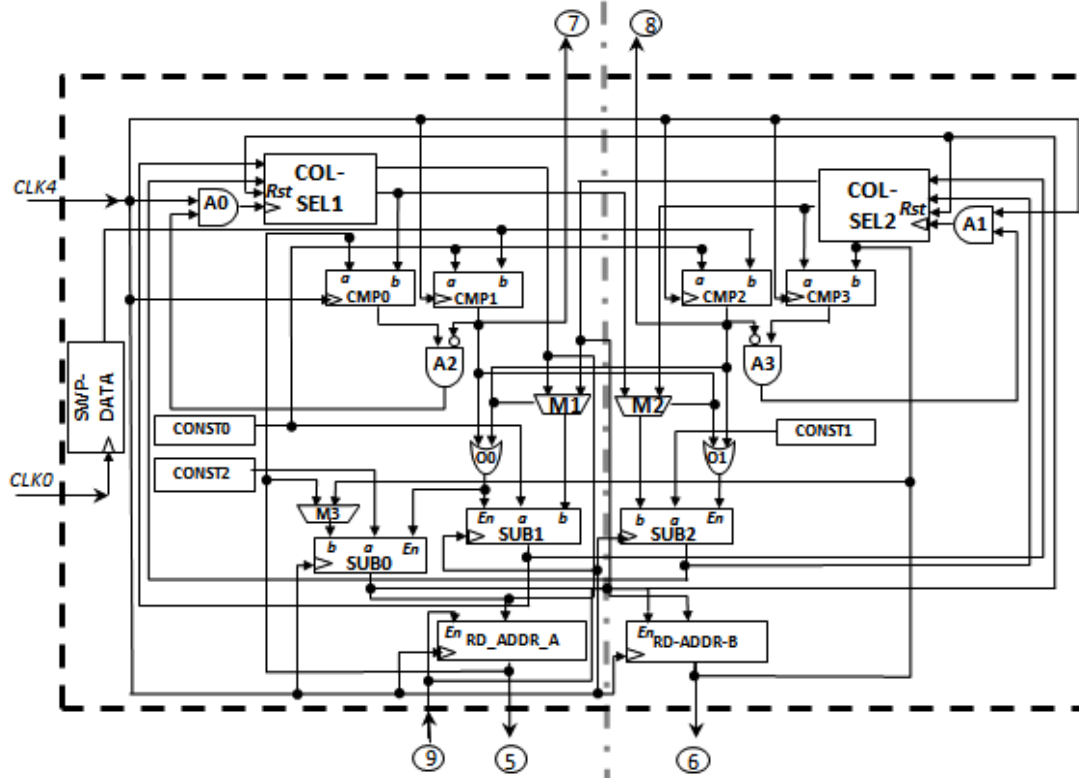 7
8
CLK4
A0
Rst
COL-
SEL1
COL-
SEL2
Rst
A1
a
b
CMP0
a
b
CMP1
a
b
CMP2
a
b
CMP3
A2
A3
SWP-
DATA
M1
M2
CONST0
CONST1
CONST2
O0
O1
CLK0
M3
En
a
b
SUB1
b
a
En
SUB2
b
a
En
SUB0
En
RD_ADDR_A
En
RD-ADDR-B
9
5
6